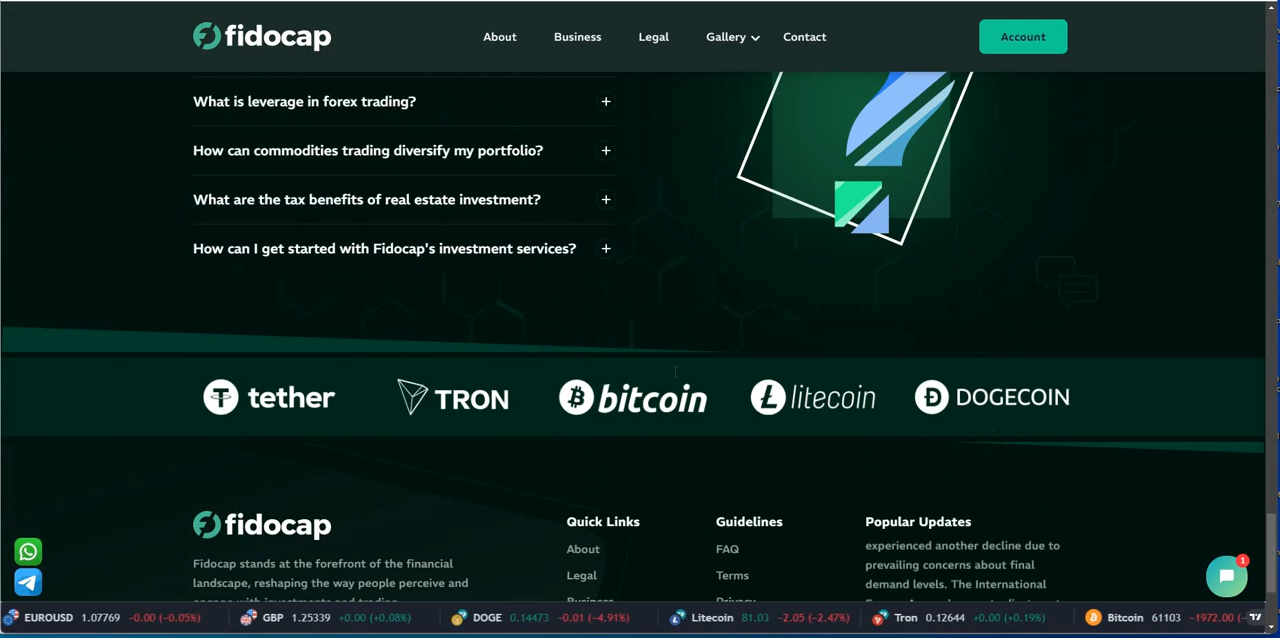 fidocap
About
Business
Legal
Gallery
Contact
Account
What is leverage in forex trading?
How can commodities trading diversify my portfolio?
What are the tax benefits of real estate investment?
How can I get started with Fidocap's investment services?
tether
TRON
bitcoin
litecoin
DOGECOIN
fidocap
Fidocap stands at the forefront of the financial
landscape, reshaping the way people perceive and
Quick Links
About
Legal
Business
Guidelines
FAQ
Terms
Privacy
Popular Updates
experienced another decline due to
prevailing concerns about final
demand levels. The International
1
EUROUSD 1.07769 -0.00 (-0.05%)
GBP 1.25339 +0.00 (+0.08%)
DOGE 0.14473 -0.01 (-4.91%)
Litecoin 81.03 -2.05 (-2.47%)
Tron 0.12644 +0.00 (+0.19%)
Bitcoin 61103 -1972.00 (-